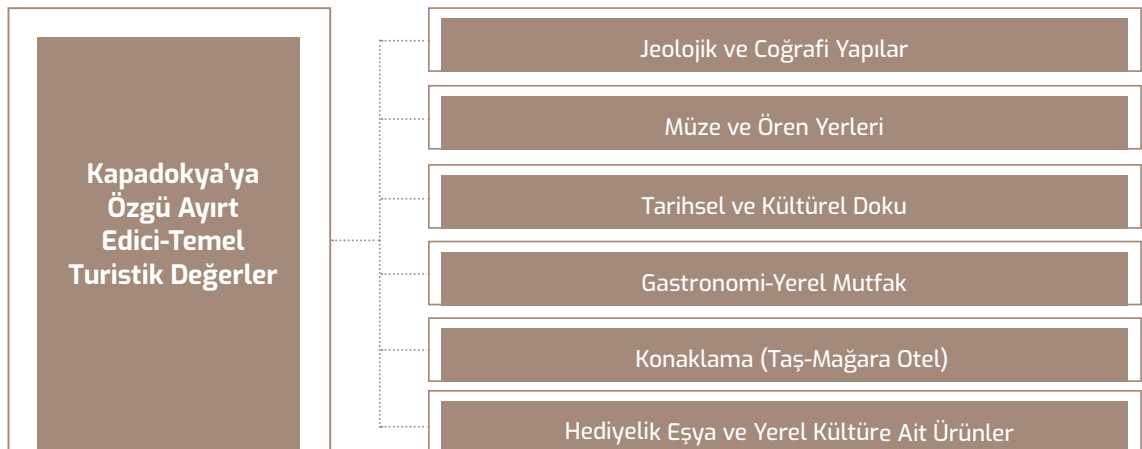 Kapadokya’ya
Özgü Ayırt
Edici-Temel
Turistik Değerler
Jeolojik ve Coğrafi Yapılar
Müze ve Ören Yerleri
Tarihsel ve Kültürel Doku
Gastronomi-Yerel Mutfak
Konaklama (Taş-Mağara Otel)
Hediyelik Eşya ve Yerel Kültüre Ait Ürünler